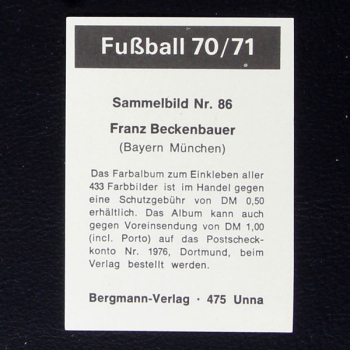 Fußball 70/71
Sammelbild Nr. 86
Franz Beckenbauer
(Bayern München)
Das Farbalbum zum Einkleben aller
433 Farbbilder ist im Handel gegen
eine Schutzgebühr von DM 0,50
erhältlich. Das Album kann auch
gegen Voreinsendung von DM 1,00
(incl. Porto) auf das Postscheck-
konto Nr. 1976, Dortmund, beim
Verlag bestellt werden.
Bergmann-Verlag · 475 Unna